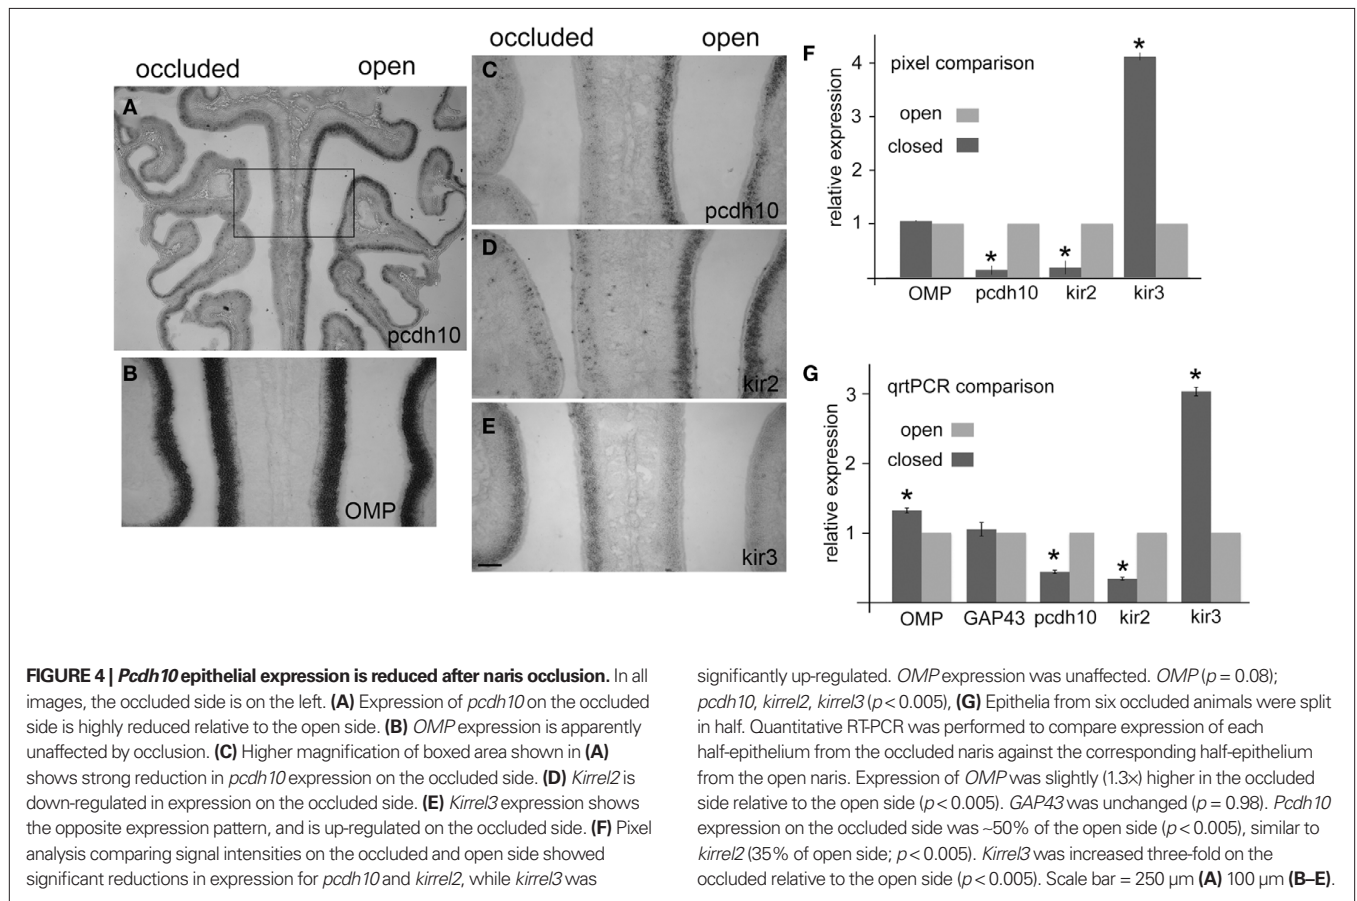 occluded
open
A
pcdh10
B
OMP
occluded
open
C
pcdh10
D
kir2
E
kir3
F
pixel comparison
open
closed
relative expression
4
3
2
1
OMP
pcdh10
kir2
kir3
*
*
*
G
qrtPCR comparison
open
closed
relative expression
3
2
1
OMP
GAP43
pcdh10
kir2
kir3
*
*
*
*
FIGURE 4 | Pcdh10 epithelial expression is reduced after naris occlusion. In all
images, the occluded side is on the left. (A) Expression of pcdh10 on the occluded
side is highly reduced relative to the open side. (B) OMP expression is apparently
unaffected by occlusion. (C) Higher magnification of boxed area shown in (A)
shows strong reduction in pcdh10 expression on the occluded side. (D) Kirrel2 is
down-regulated in expression on the occluded side. (E) Kirrel3 expression shows
the opposite expression pattern, and is up-regulated on the occluded side. (F) Pixel
analysis comparing signal intensities on the occluded and open side showed
significant reductions in expression for pcdh10 and kirrel2, while kirrel3 was
significantly up-regulated. OMP expression was unaffected. OMP (p = 0.08);
pcdh10, kirrel2, kirrel3 (p < 0.005), (G) Epithelia from six occluded animals were split
in half. Quantitative RT-PCR was performed to compare expression of each
half-epithelium from the occluded naris against the corresponding half-epithelium
from the open naris. Expression of OMP was slightly (1.3×) higher in the occluded
side relative to the open side (p < 0.005). GAP43 was unchanged (p = 0.98). Pcdh10
expression on the occluded side was ~50% of the open side (p < 0.005), similar to
kirrel2 (35% of open side; p < 0.005). Kirrel3 was increased three-fold on the
occluded relative to the open side (p < 0.005). Scale bar = 250 µm (A) 100 µm (B–E).